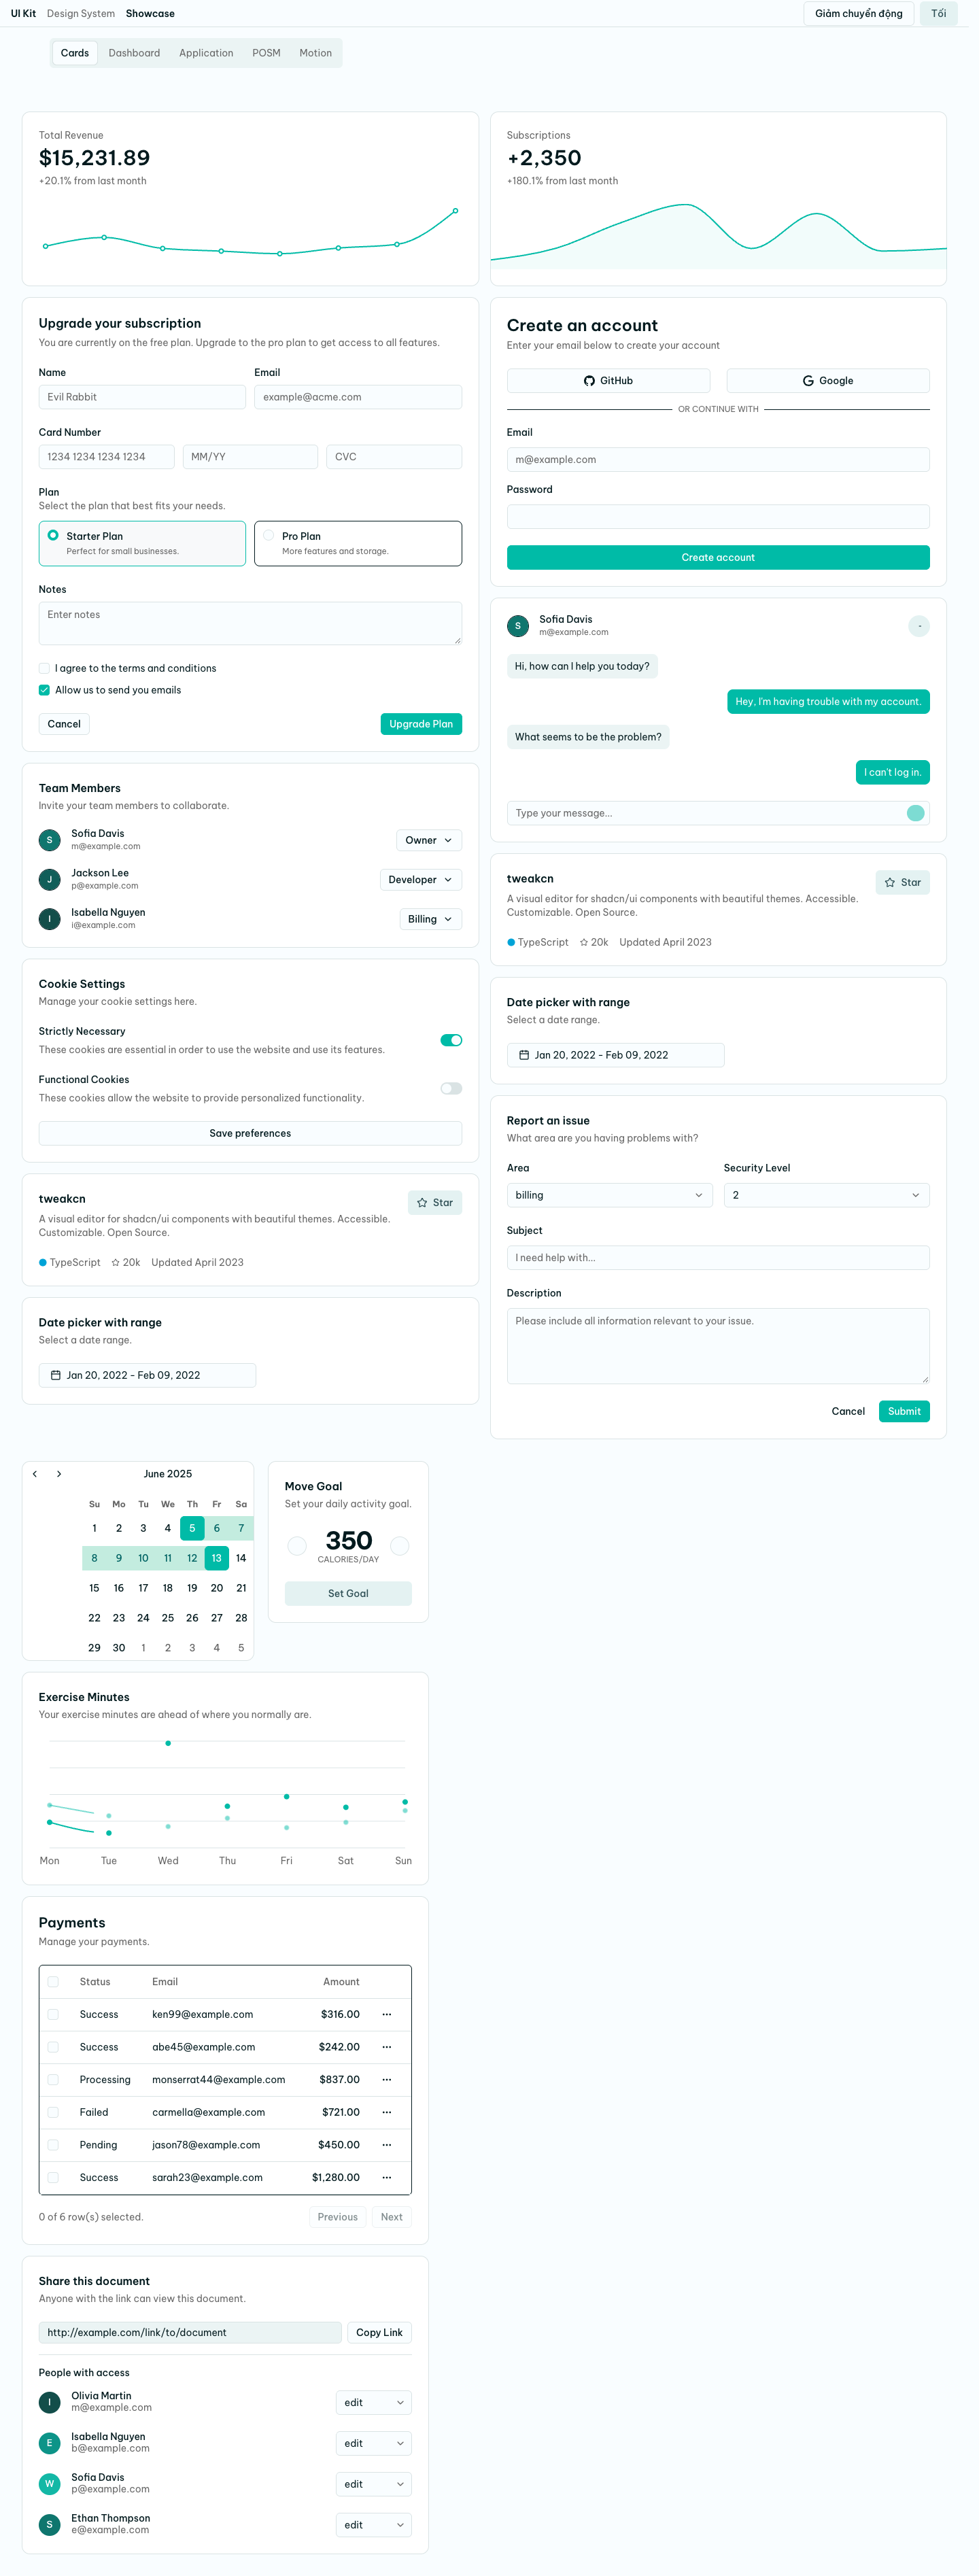 UI Kit Design System Showcase
Giảm chuyển động Tối
Cards Dashboard Application POSM Motion
Total Revenue
$15,231.89
+20.1% from last month
Subscriptions
+2,350
+180.1% from last month
Upgrade your subscription
You are currently on the free plan. Upgrade to the pro plan to get access to all features.
Name Email
Evil Rabbit example@acme.com
Card Number
1234 1234 1234 1234 MM/YY CVC
Plan
Select the plan that best fits your needs.
Starter Plan Pro Plan
Perfect for small businesses. More features and storage.
Notes
Enter notes
I agree to the terms and conditions
Allow us to send you emails
Cancel Upgrade Plan
Team Members
Invite your team members to collaborate.
S Sofia Davis Owner
m@example.com
J Jackson Lee Developer
p@example.com
I Isabella Nguyen Billing
i@example.com
Cookie Settings
Manage your cookie settings here.
Strictly Necessary
These cookies are essential in order to use the website and use its features.
Functional Cookies
These cookies allow the website to provide personalized functionality.
Save preferences
tweakcn Star
A visual editor for shadcn/ui components with beautiful themes. Accessible.
Customizable. Open Source.
TypeScript 20k Updated April 2023
Date picker with range
Select a date range.
Jan 20, 2022 - Feb 09, 2022
Create an account
Enter your email below to create your account
GitHub Google
OR CONTINUE WITH
Email
m@example.com
Password
Create account
S Sofia Davis -
m@example.com
Hi, how can I help you today?
Hey, I'm having trouble with my account.
What seems to be the problem?
I can't log in.
Type your message...
tweakcn Star
A visual editor for shadcn/ui components with beautiful themes. Accessible.
Customizable. Open Source.
TypeScript 20k Updated April 2023
Date picker with range
Select a date range.
Jan 20, 2022 - Feb 09, 2022
Report an issue
What area are you having problems with?
Area Security Level
billing 2
Subject
I need help with...
Description
Please include all information relevant to your issue.
Cancel Submit
June 2025
Su Mo Tu We Th Fr Sa
1 2 3 4 5 6 7
8 9 10 11 12 13 14
15 16 17 18 19 20 21
22 23 24 25 26 27 28
29 30 1 2 3 4 5
Move Goal
Set your daily activity goal.
350
CALORIES/DAY
Set Goal
Exercise Minutes
Your exercise minutes are ahead of where you normally are.
Mon Tue Wed Thu Fri Sat Sun
Payments
Manage your payments.
Status Email Amount
Success ken99@example.com $316.00 ...
Success abe45@example.com $242.00 ...
Processing monserrat44@example.com $837.00 ...
Failed carmella@example.com $721.00 ...
Pending jason78@example.com $450.00 ...
Success sarah23@example.com $1,280.00 ...
0 of 6 row(s) selected. Previous Next
Share this document
Anyone with the link can view this document.
http://example.com/link/to/document Copy Link
People with access
I Olivia Martin edit
m@example.com
E Isabella Nguyen edit
b@example.com
W Sofia Davis edit
p@example.com
S Ethan Thompson edit
e@example.com